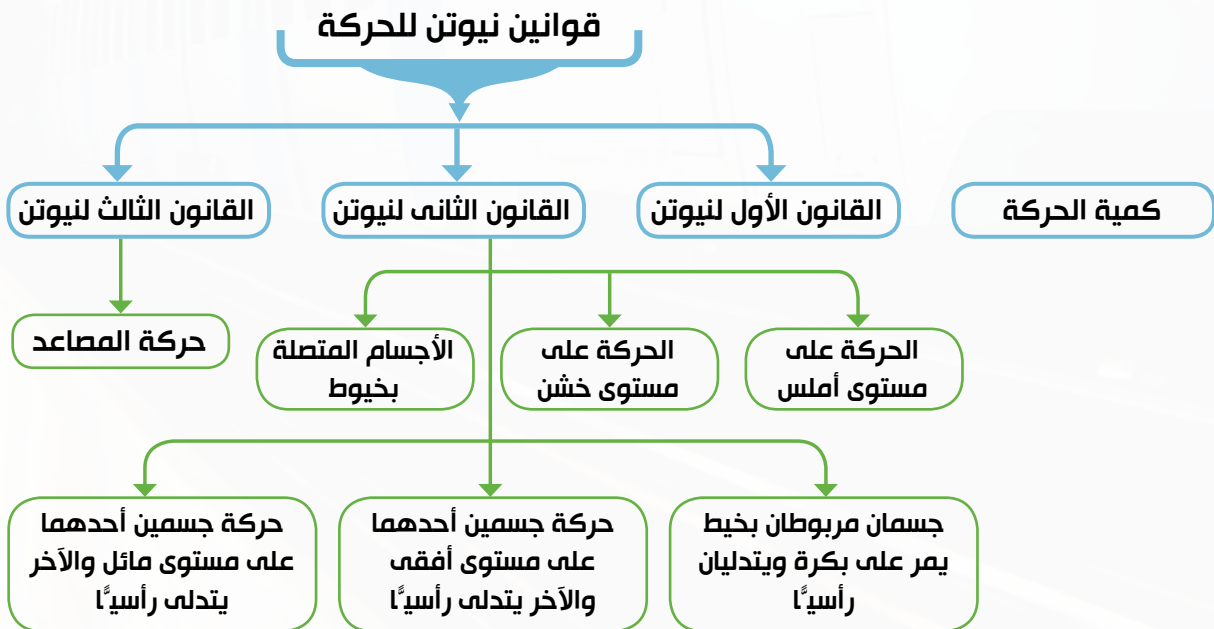 قوانين نيوتن للحركة
كمية الحركة
القانون الأول لنيوتن
القانون الثانى لنيوتن
القانون الثالث لنيوتن
الحركة على
مستوى أملس
الحركة على
مستوى خشن
الأجسام المتصلة
بخيوط
حركة المصاعد
جسمان مربوطان بخيط
يمر على بكرة ويتدليان
رأسيًّا
حركة جسمين أحدهما
على مستوى أفقى
والآخر يتدلى رأسيًّا
حركة جسمين أحدهما
على مستوى مائل والآخر
يتدلى رأسيًّا